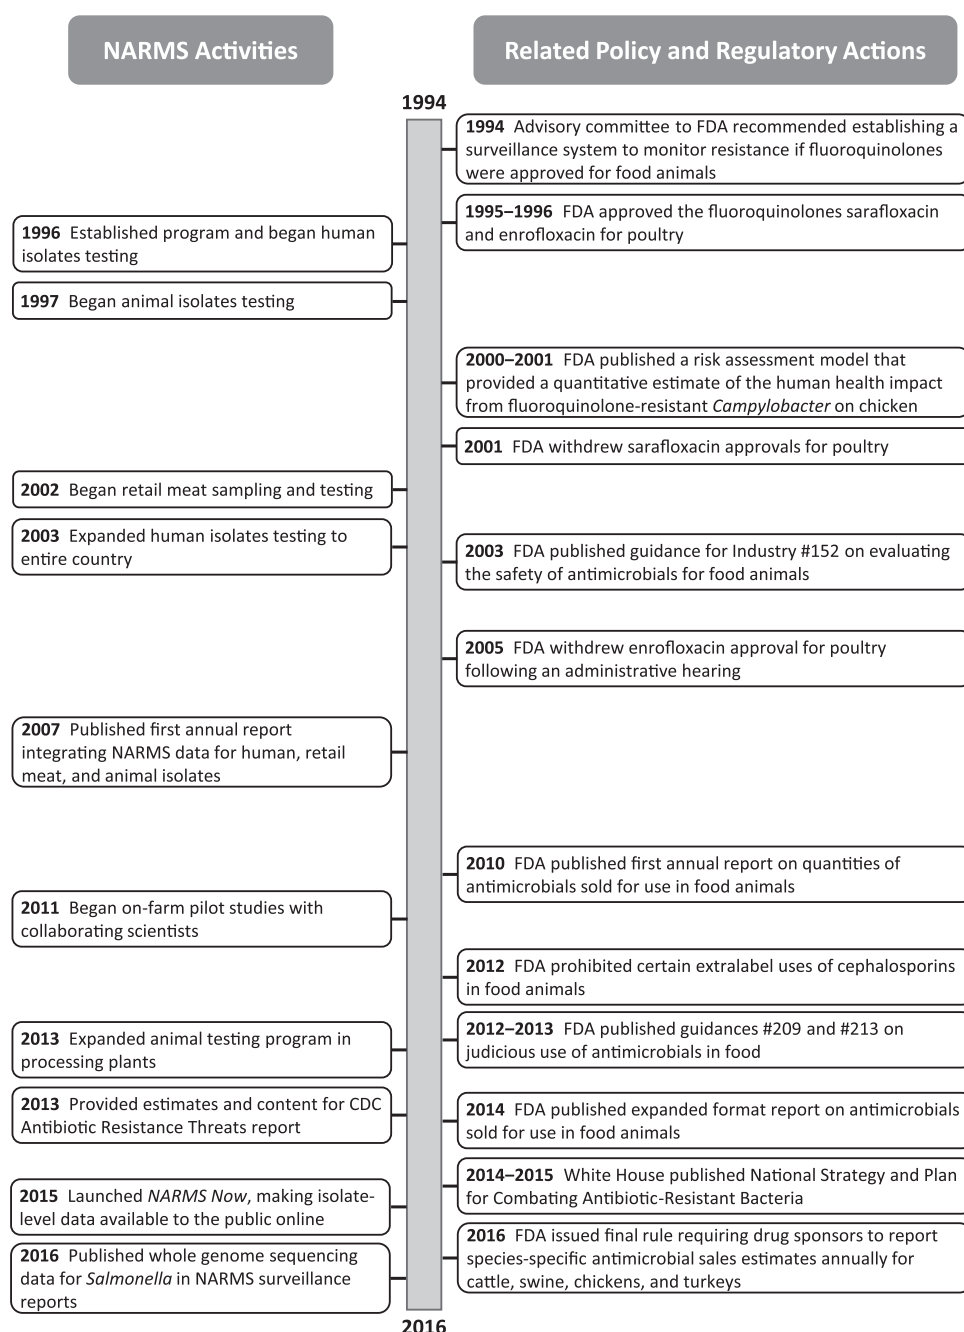 NARMS Activities
Related Policy and Regulatory Actions
1994
1994 Advisory committee to FDA recommended establishing a
surveillance system to monitor resistance if fluoroquinolones
were approved for food animals
1995–1996 FDA approved the fluoroquinolones sarafloxacin
and enrofloxacin for poultry
1996 Established program and began human
isolates testing
1997 Began animal isolates testing
2000–2001 FDA published a risk assessment model that
provided a quantitative estimate of the human health impact
from fluoroquinolone-resistant Campylobacter on chicken
2001 FDA withdrew sarafloxacin approvals for poultry
2002 Began retail meat sampling and testing
2003 Expanded human isolates testing to
entire country
2003 FDA published guidance for Industry #152 on evaluating
the safety of antimicrobials for food animals
2005 FDA withdrew enrofloxacin approval for poultry
following an administrative hearing
2007 Published first annual report
integrating NARMS data for human, retail
meat, and animal isolates
2010 FDA published first annual report on quantities of
antimicrobials sold for use in food animals
2011 Began on-farm pilot studies with
collaborating scientists
2012 FDA prohibited certain extralabel uses of cephalosporins
in food animals
2012–2013 FDA published guidances #209 and #213 on
judicious use of antimicrobials in food
2013 Expanded animal testing program in
processing plants
2013 Provided estimates and content for CDC
Antibiotic Resistance Threats report
2014 FDA published expanded format report on antimicrobials
sold for use in food animals
2014–2015 White House published National Strategy and Plan
for Combating Antibiotic-Resistant Bacteria
2015 Launched NARMS Now, making isolate-
level data available to the public online
2016 FDA issued final rule requiring drug sponsors to report
species-specific antimicrobial sales estimates annually for
cattle, swine, chickens, and turkeys
2016 Published whole genome sequencing
data for Salmonella in NARMS surveillance
reports
2016